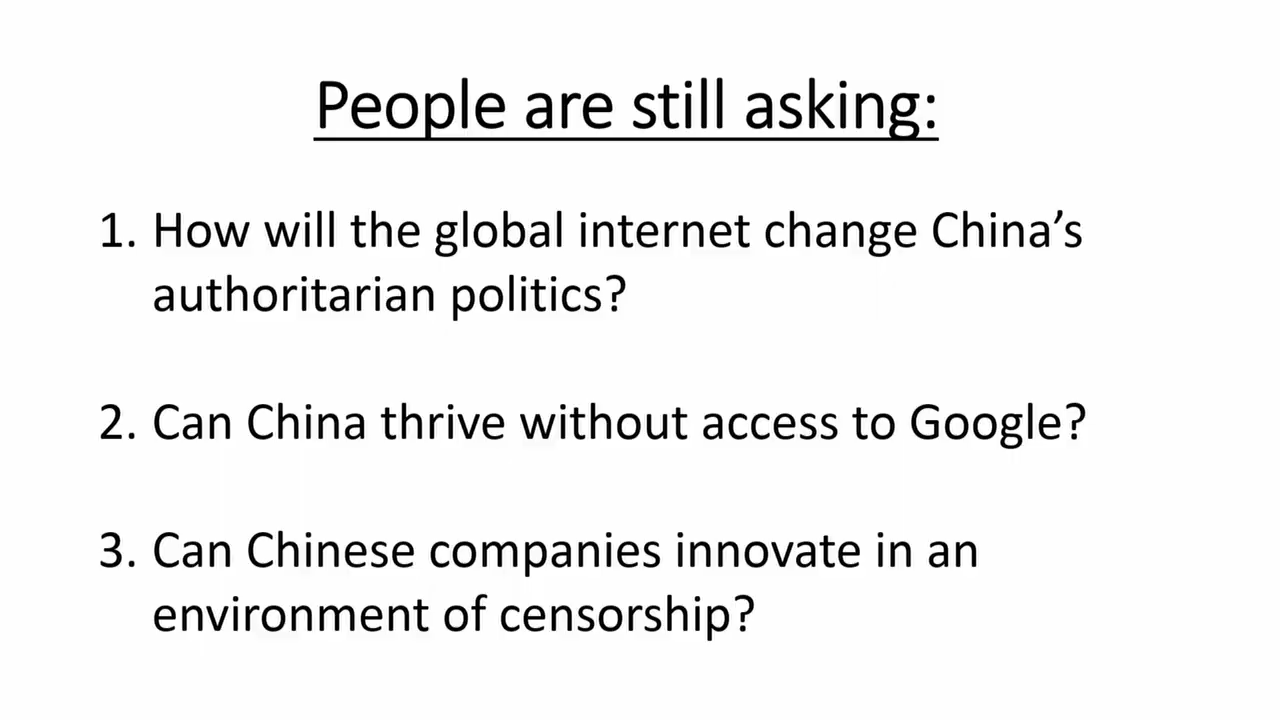 People are still asking:
1. How will the global internet change China’s
authoritarian politics?
2. Can China thrive without access to Google?
3. Can Chinese companies innovate in an
environment of censorship?